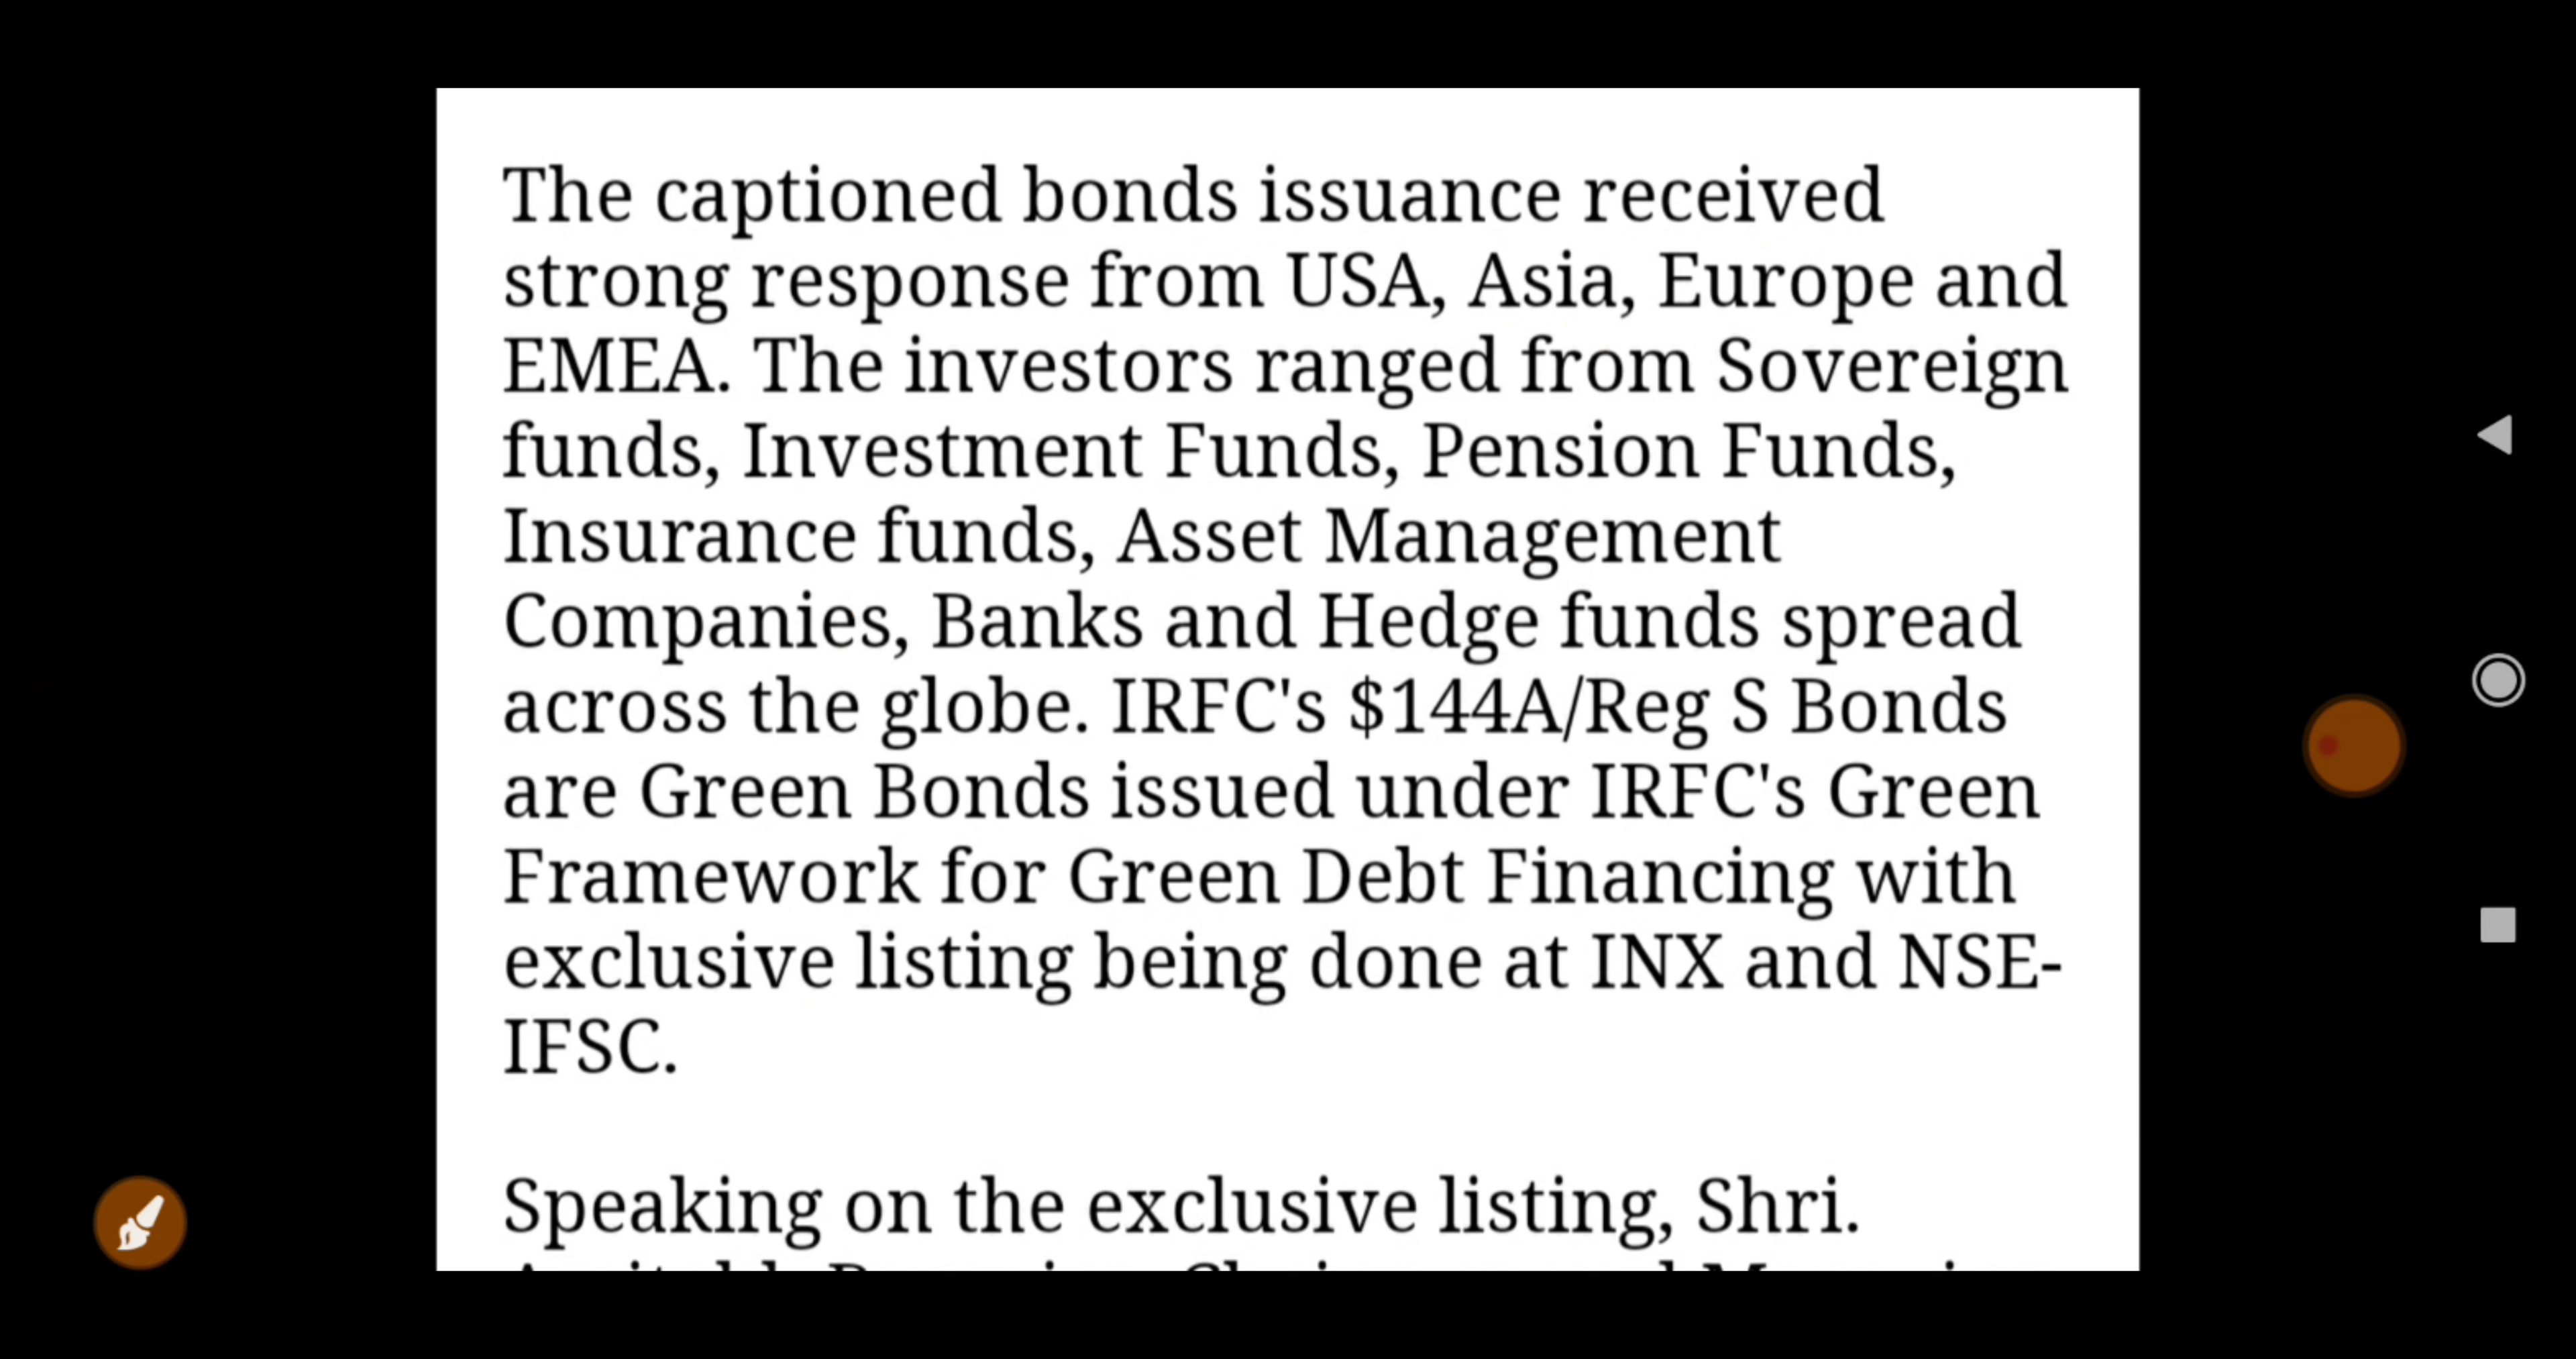 The captioned bonds issuance received
strong response from USA, Asia, Europe and
EMEA. The investors ranged from Sovereign
funds, Investment Funds, Pension Funds,
Insurance funds, Asset Management
Companies, Banks and Hedge funds spread
across the globe. IRFC's $144A/Reg S Bonds
are Green Bonds issued under IRFC's Green
Framework for Green Debt Financing with
exclusive listing being done at INX and NSE-
IFSC.
Speaking on the exclusive listing, Shri.